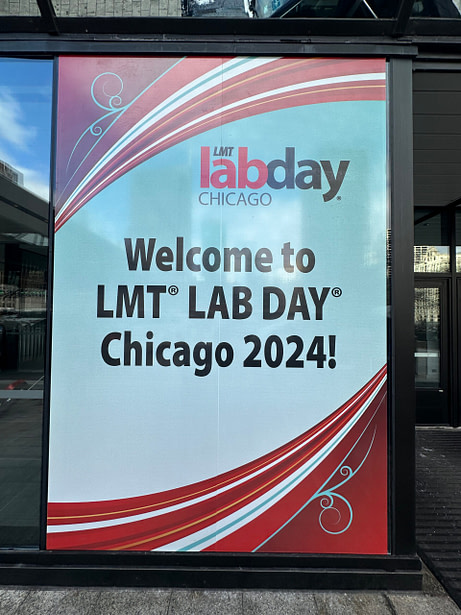 LMT
labday®
CHICAGO
Welcome to
LMT® LAB DAY®
Chicago 2024!